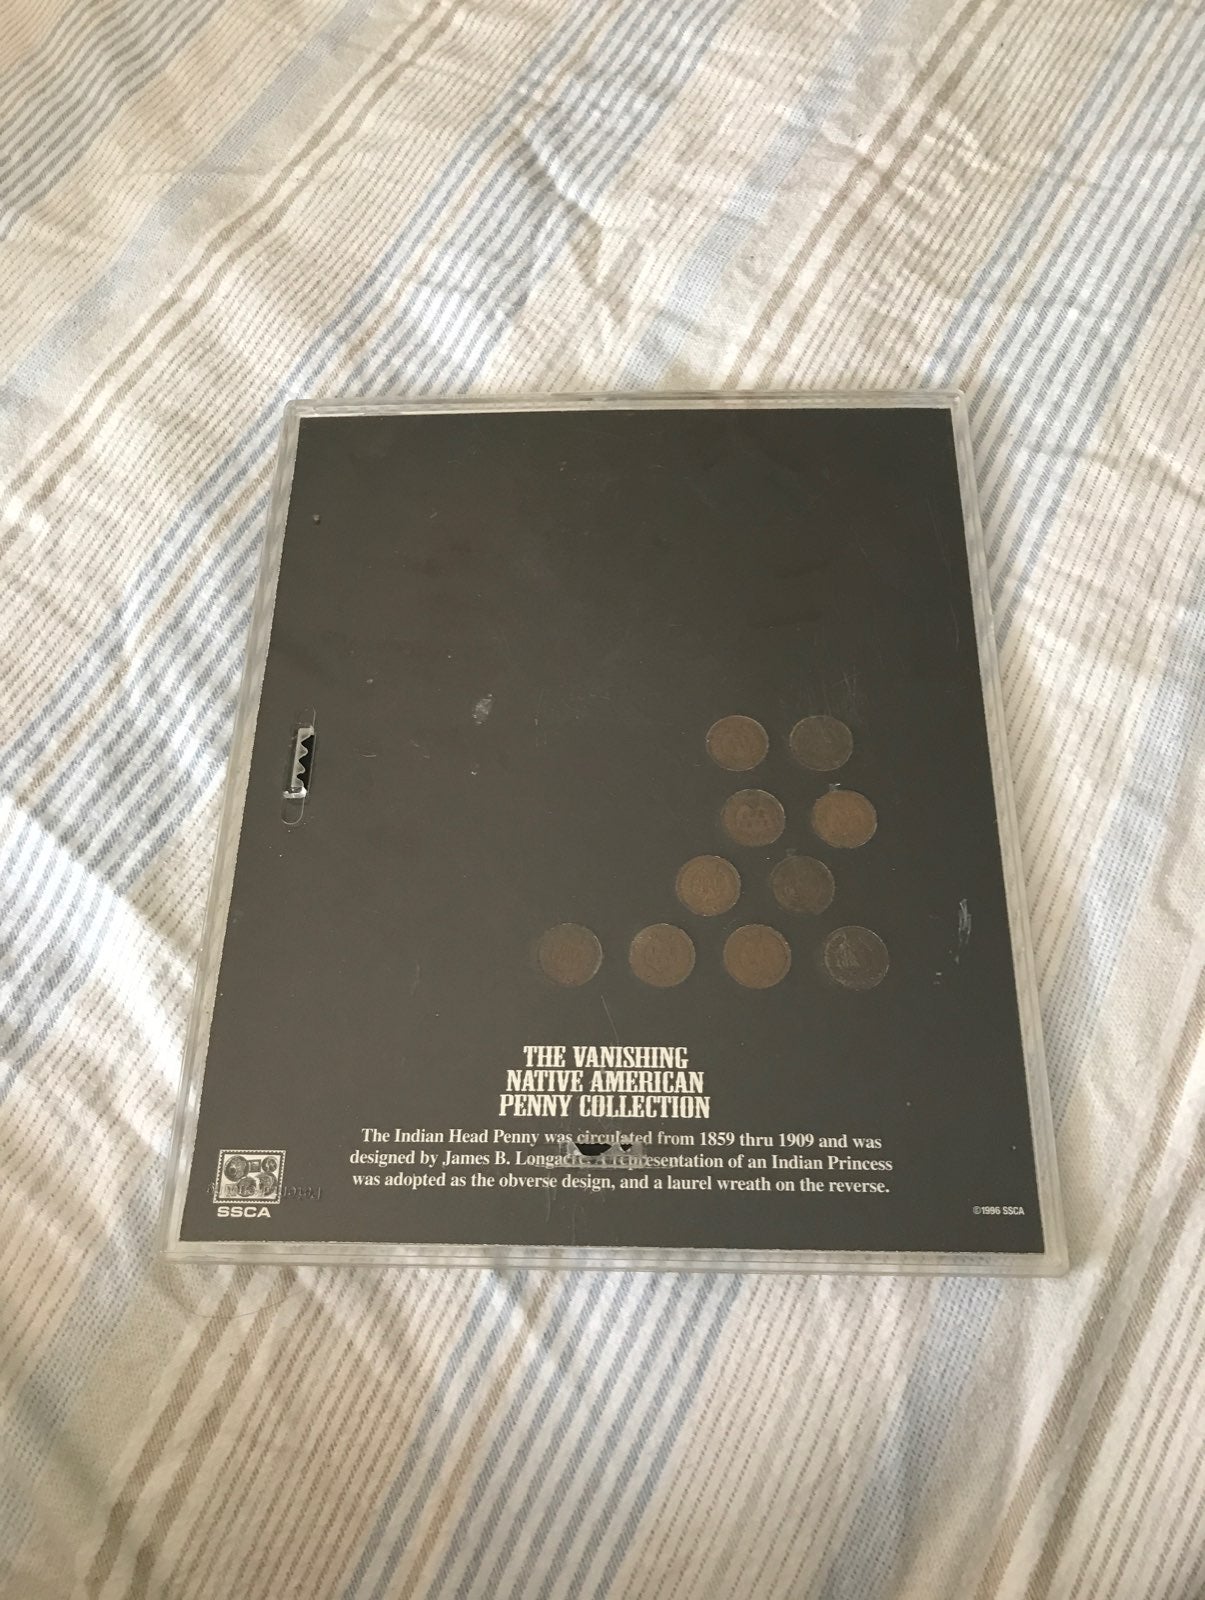 THE VANISHING
NATIVE AMERICAN
PENNY COLLECTION
The Indian Head Penny was circulated from 1859 thru 1909 and was
designed by James B. Longacre. A representation of an Indian Princess
was adopted as the obverse design, and a laurel wreath on the reverse.
SSCA
©1996 SSCA